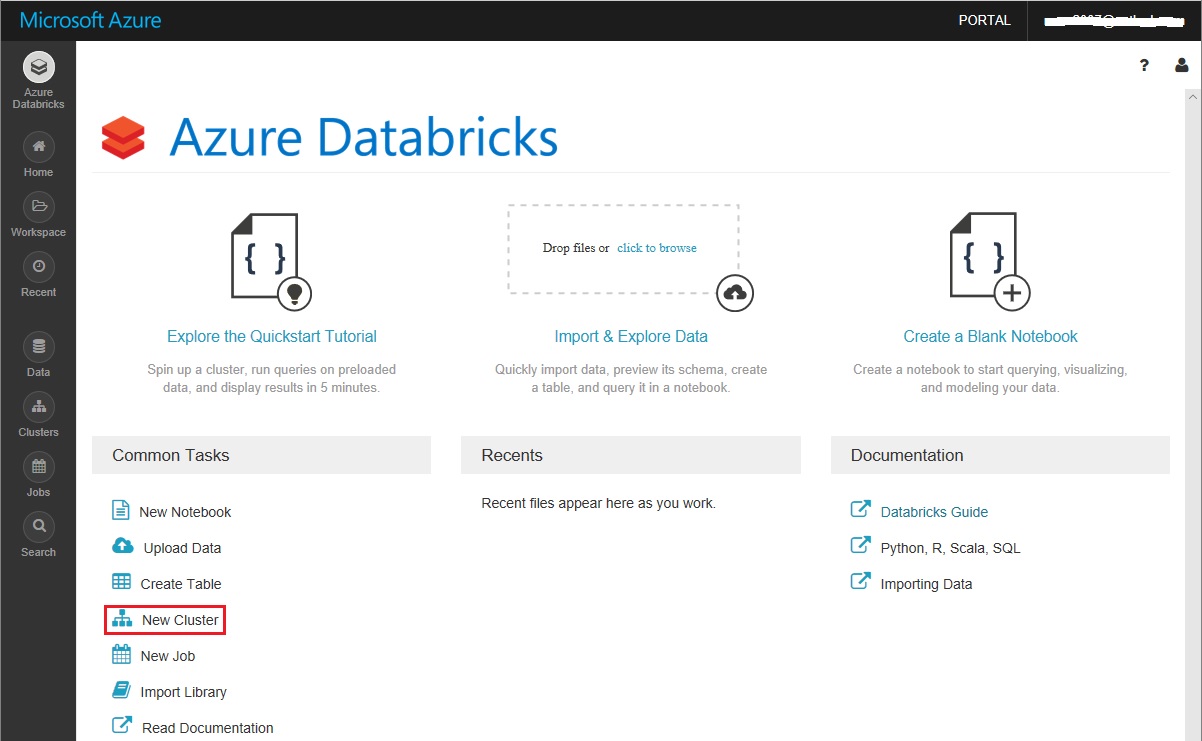 Microsoft Azure
PORTAL
?
Azure
Databricks
Home
Workspace
Recent
Data
Clusters
Jobs
Search
Azure Databricks
{ }
Explore the Quickstart Tutorial
Spin up a cluster, run queries on preloaded
data, and display results in 5 minutes.
Drop files or click to browse
Import & Explore Data
Quickly import data, preview its schema, create
a table, and query it in a notebook.
{ }
Create a Blank Notebook
Create a notebook to start querying, visualizing,
and modeling your data.
Common Tasks
New Notebook
Upload Data
Create Table
New Cluster
New Job
Import Library
Read Documentation
Recents
Recent files appear here as you work.
Documentation
Databricks Guide
Python, R, Scala, SQL
Importing Data